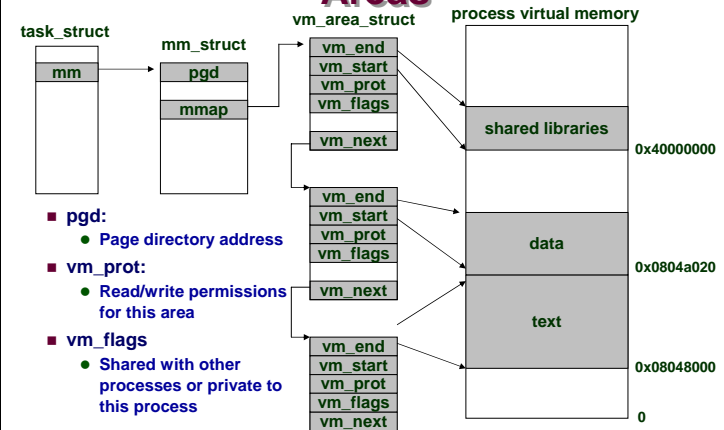 Areas
task_struct
mm
mm_struct
pgd
mmap
vm_area_struct
vm_end
vm_start
vm_prot
vm_flags
vm_next
vm_end
vm_start
vm_prot
vm_flags
vm_next
vm_end
vm_start
vm_prot
vm_flags
vm_next
process virtual memory
shared libraries
0x40000000
data
0x0804a020
text
0x08048000
0
pgd:
Page directory address
vm_prot:
Read/write permissions
for this area
vm_flags
Shared with other
processes or private to
this process